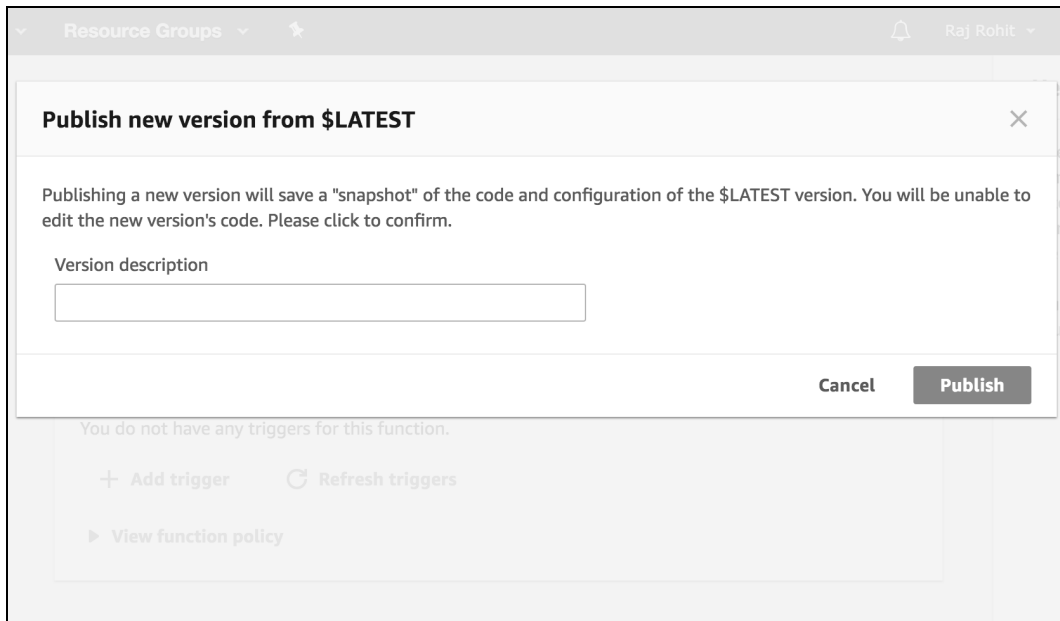 Resource Groups
Raj Rohit
Publish new version from $LATEST
Publishing a new version will save a "snapshot" of the code and configuration of the $LATEST version. You will be unable to
edit the new version's code. Please click to confirm.
Version description
Cancel
Publish
You do not have any triggers for this function.
Add trigger
Refresh triggers
View function policy